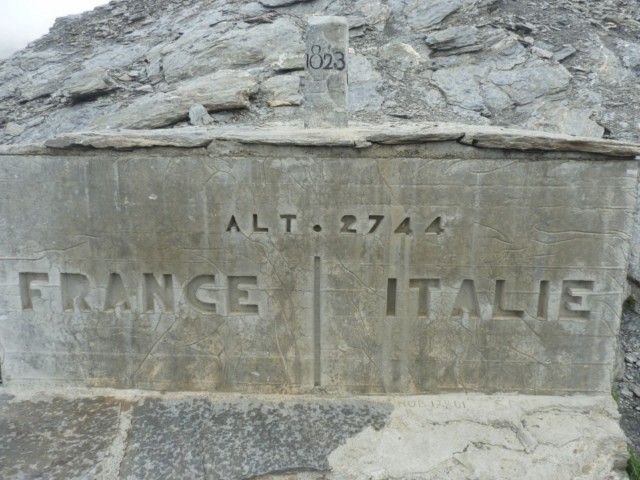 1823
ALT. 2744
FRANCE | ITALIE